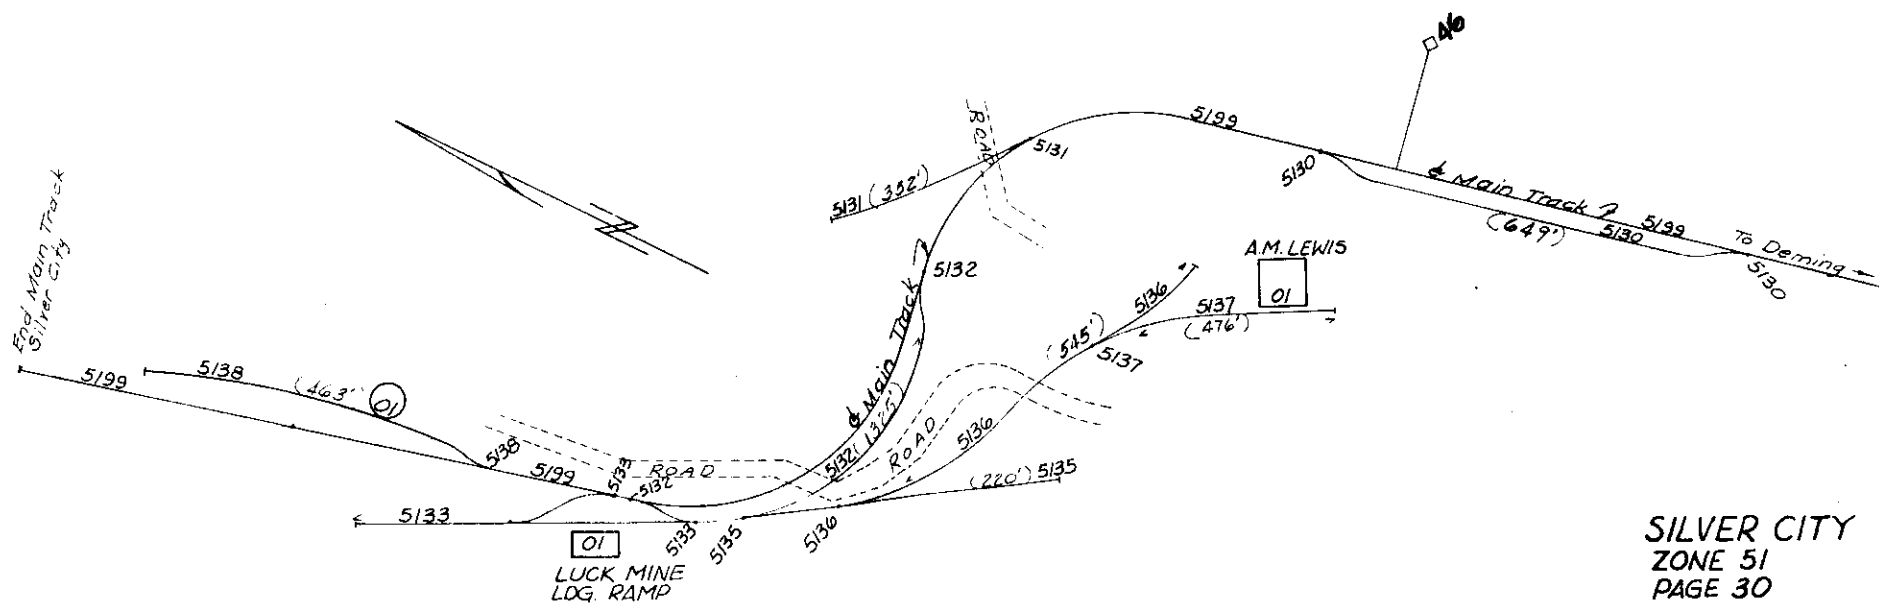 46
5199
ROAD
5131
5130
5131 (352')
& Main Track
5199
5130
(649')
To Deming
5130
End Main Track
Silver City
A.M. LEWIS
01
5132
5136
5137
(476')
Main Track
(545')
5137
5138
5199
(463')
01
5132 (1325')
5136
ROAD
5138
5199
5133
5132
ROAD
(220') 5135
5133
5133
5135
5136
01
LUCK MINE
LDG. RAMP
SILVER CITY
ZONE 51
PAGE 30